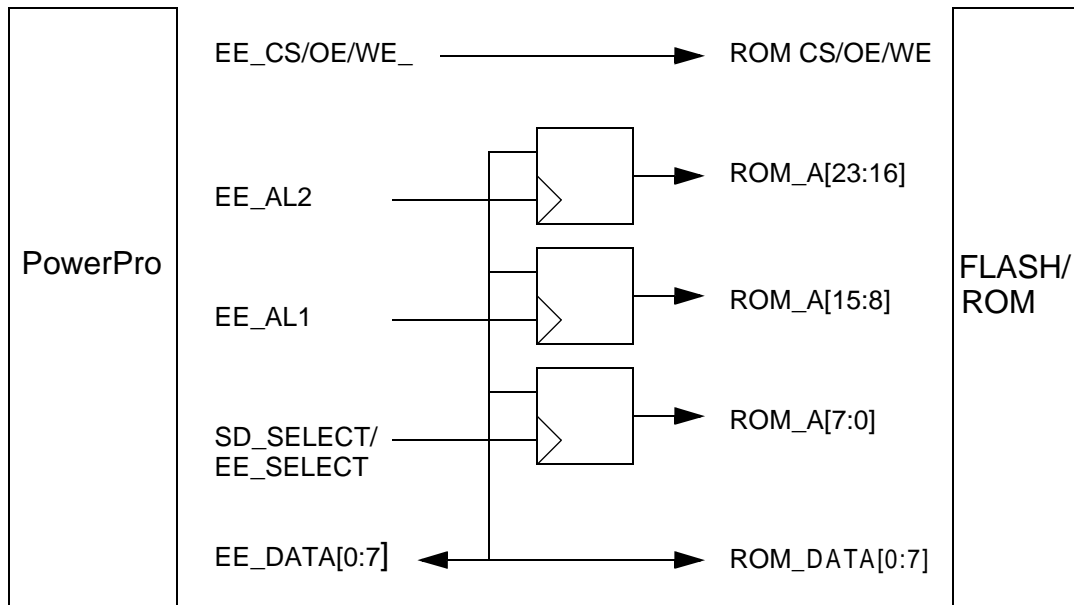 EE_CS/OE/WE_
ROM CS/OE/WE
EE_AL2
ROM_A[23:16]
PowerPro
FLASH/
ROM
EE_AL1
ROM_A[15:8]
SD_SELECT/
EE_SELECT
ROM_A[7:0]
EE_DATA[0:7]
ROM_DATA[0:7]